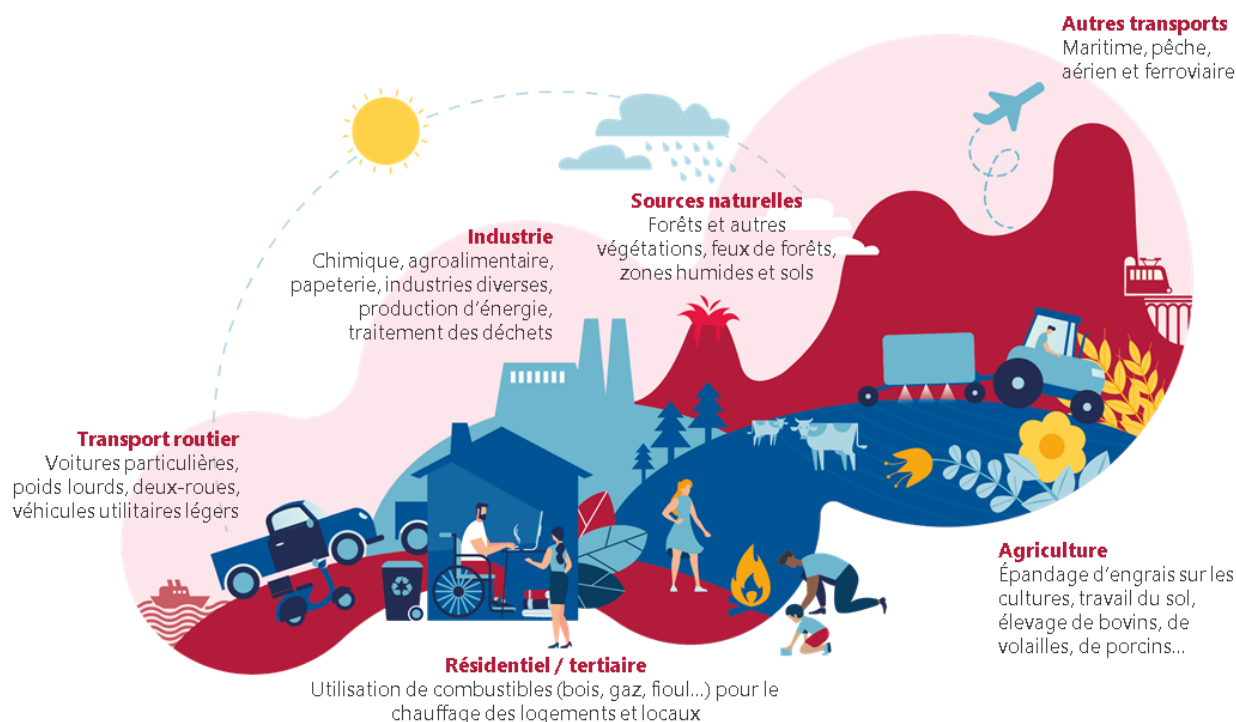 Autres transports
Maritime, pêche,
aérien et ferroviaire
Sources naturelles
Forêts et autres
végétations, feux de forêts,
zones humides et sols
Industrie
Chimique, agroalimentaire,
papeterie, industries diverses,
production d’énergie,
traitement des déchets
Transport routier
Voitures particulières,
poids lourds, deux-roues,
véhicules utilitaires légers
Agriculture
Épandage d’engrais sur les
cultures, travail du sol,
élevage de bovins, de
volailles, de porcins...
Résidentiel / tertiaire
Utilisation de combustibles (bois, gaz, fioul...) pour le
chauffage des logements et locaux